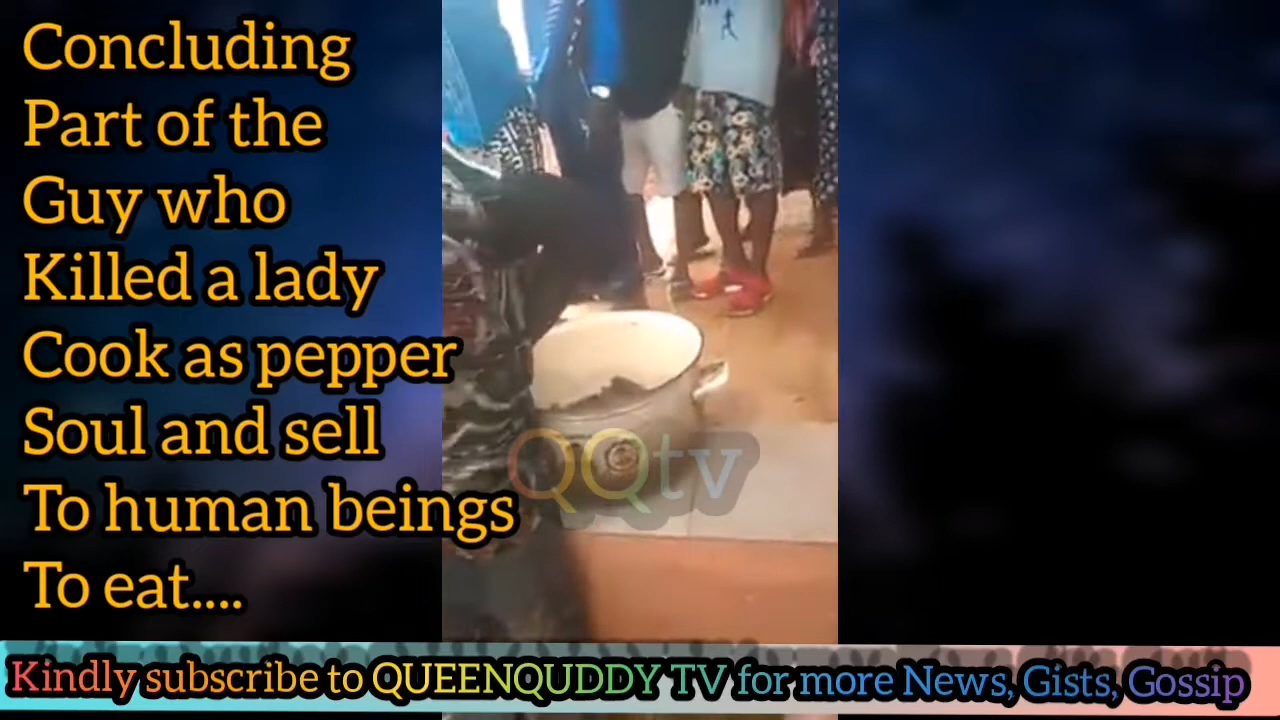 Concluding
Part of the
Guy who
Killed a lady
Cook as pepper
Soul and sell
To human beings
To eat....
QQtv
Kindly subscribe to QUEENQUDDY TV for more News, Gists, Gossip